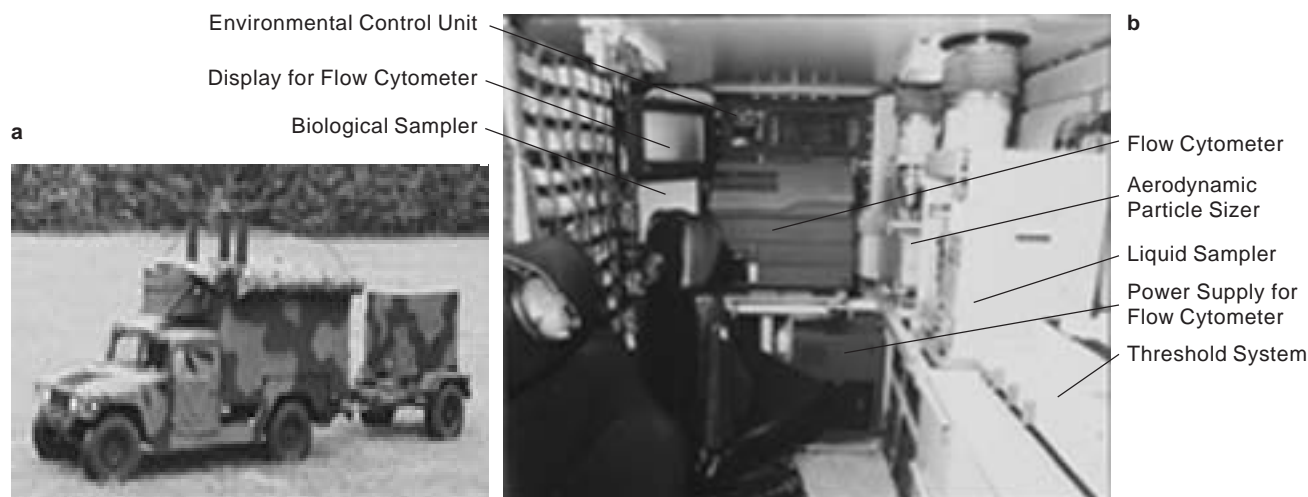 Environmental Control Unit
Display for Flow Cytometer
Biological Sampler
a
b
Flow Cytometer
Aerodynamic
Particle Sizer
Liquid Sampler
Power Supply for
Flow Cytometer
Threshold System